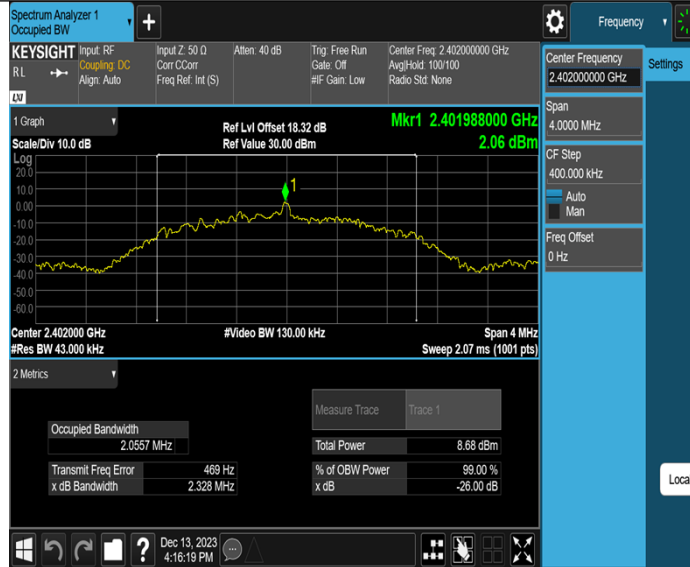 Spectrum Analyzer 1
Occupied BW
Frequency
KEYSIGHT
RL
LXI
Input: RF
Coupling: DC
Align: Auto
Input Z: 50 Ω
Corr CCorr
Freq Ref: Int (S)
Atten: 40 dB
Trig: Free Run
Gate: Off
#IF Gain: Low
Center Freq: 2.402000000 GHz
Avg|Hold: 100/100
Radio Std: None
Center Frequency
2.402000000 GHz
Settings
Span
4.0000 MHz
CF Step
400.000 kHz
Auto
Man
Freq Offset
0 Hz
Local
1 Graph
Scale/Div 10.0 dB
Ref Lvl Offset 18.32 dB
Ref Value 30.00 dBm
Mkr1 2.401988000 GHz
2.06 dBm
Log
20.0
10.0
0.00
-10.0
-20.0
-30.0
-40.0
-50.0
-60.0
1
Center 2.402000 GHz
#Res BW 43.000 kHz
#Video BW 130.00 kHz
Span 4 MHz
Sweep 2.07 ms (1001 pts)
2 Metrics
Measure Trace
Trace 1
Occupied Bandwidth
2.0557 MHz
Total Power
8.68 dBm
Transmit Freq Error
469 Hz
% of OBW Power
99.00 %
x dB Bandwidth
2.328 MHz
x dB
-26.00 dB
?
Dec 13, 2023
4:16:19 PM